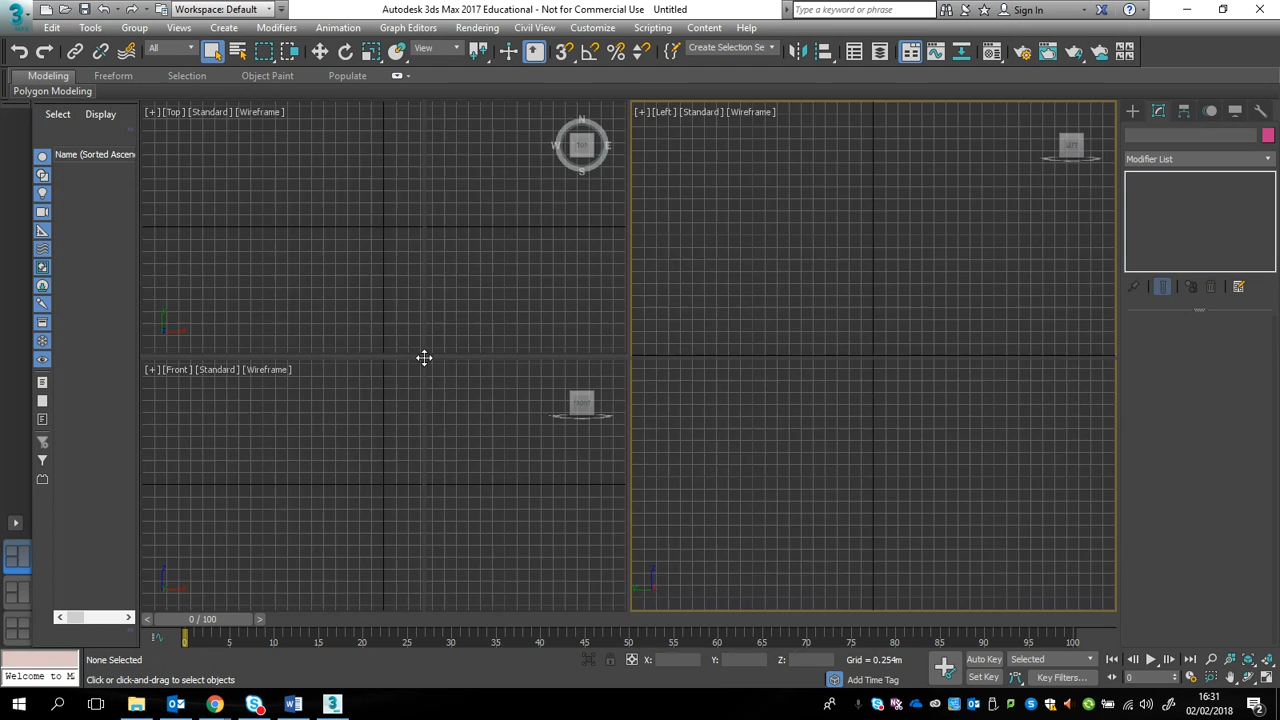 Workspace: Default
Autodesk 3ds Max 2017 Educational - Not for Commercial Use    Untitled
Type a keyword or phrase
Sign In
MAX
Edit Tools Group Views Create Modifiers Animation Graph Editors Rendering Civil View Customize Scripting Content Help
All
View
Create Selection Se
Modeling Freeform Selection Object Paint Populate
Polygon Modeling
Select Display
Name (Sorted Ascen
[+] [Top] [Standard] [Wireframe]
N
W TOP E
S
[+] [Left] [Standard] [Wireframe]
LEFT
Modifier List
[+] [Front] [Standard] [Wireframe]
FRONT
0 / 100
0 5 10 15 20 25 30 35 40 45 50 55 60 65 70 75 80 85 90 95 100
None Selected
X: Y: Z: Grid = 0.254m
Auto Key Selected
Welcome to M
Click or click-and-drag to select objects
Add Time Tag
Set Key Key Filters...
0
16:31
02/02/2018
2